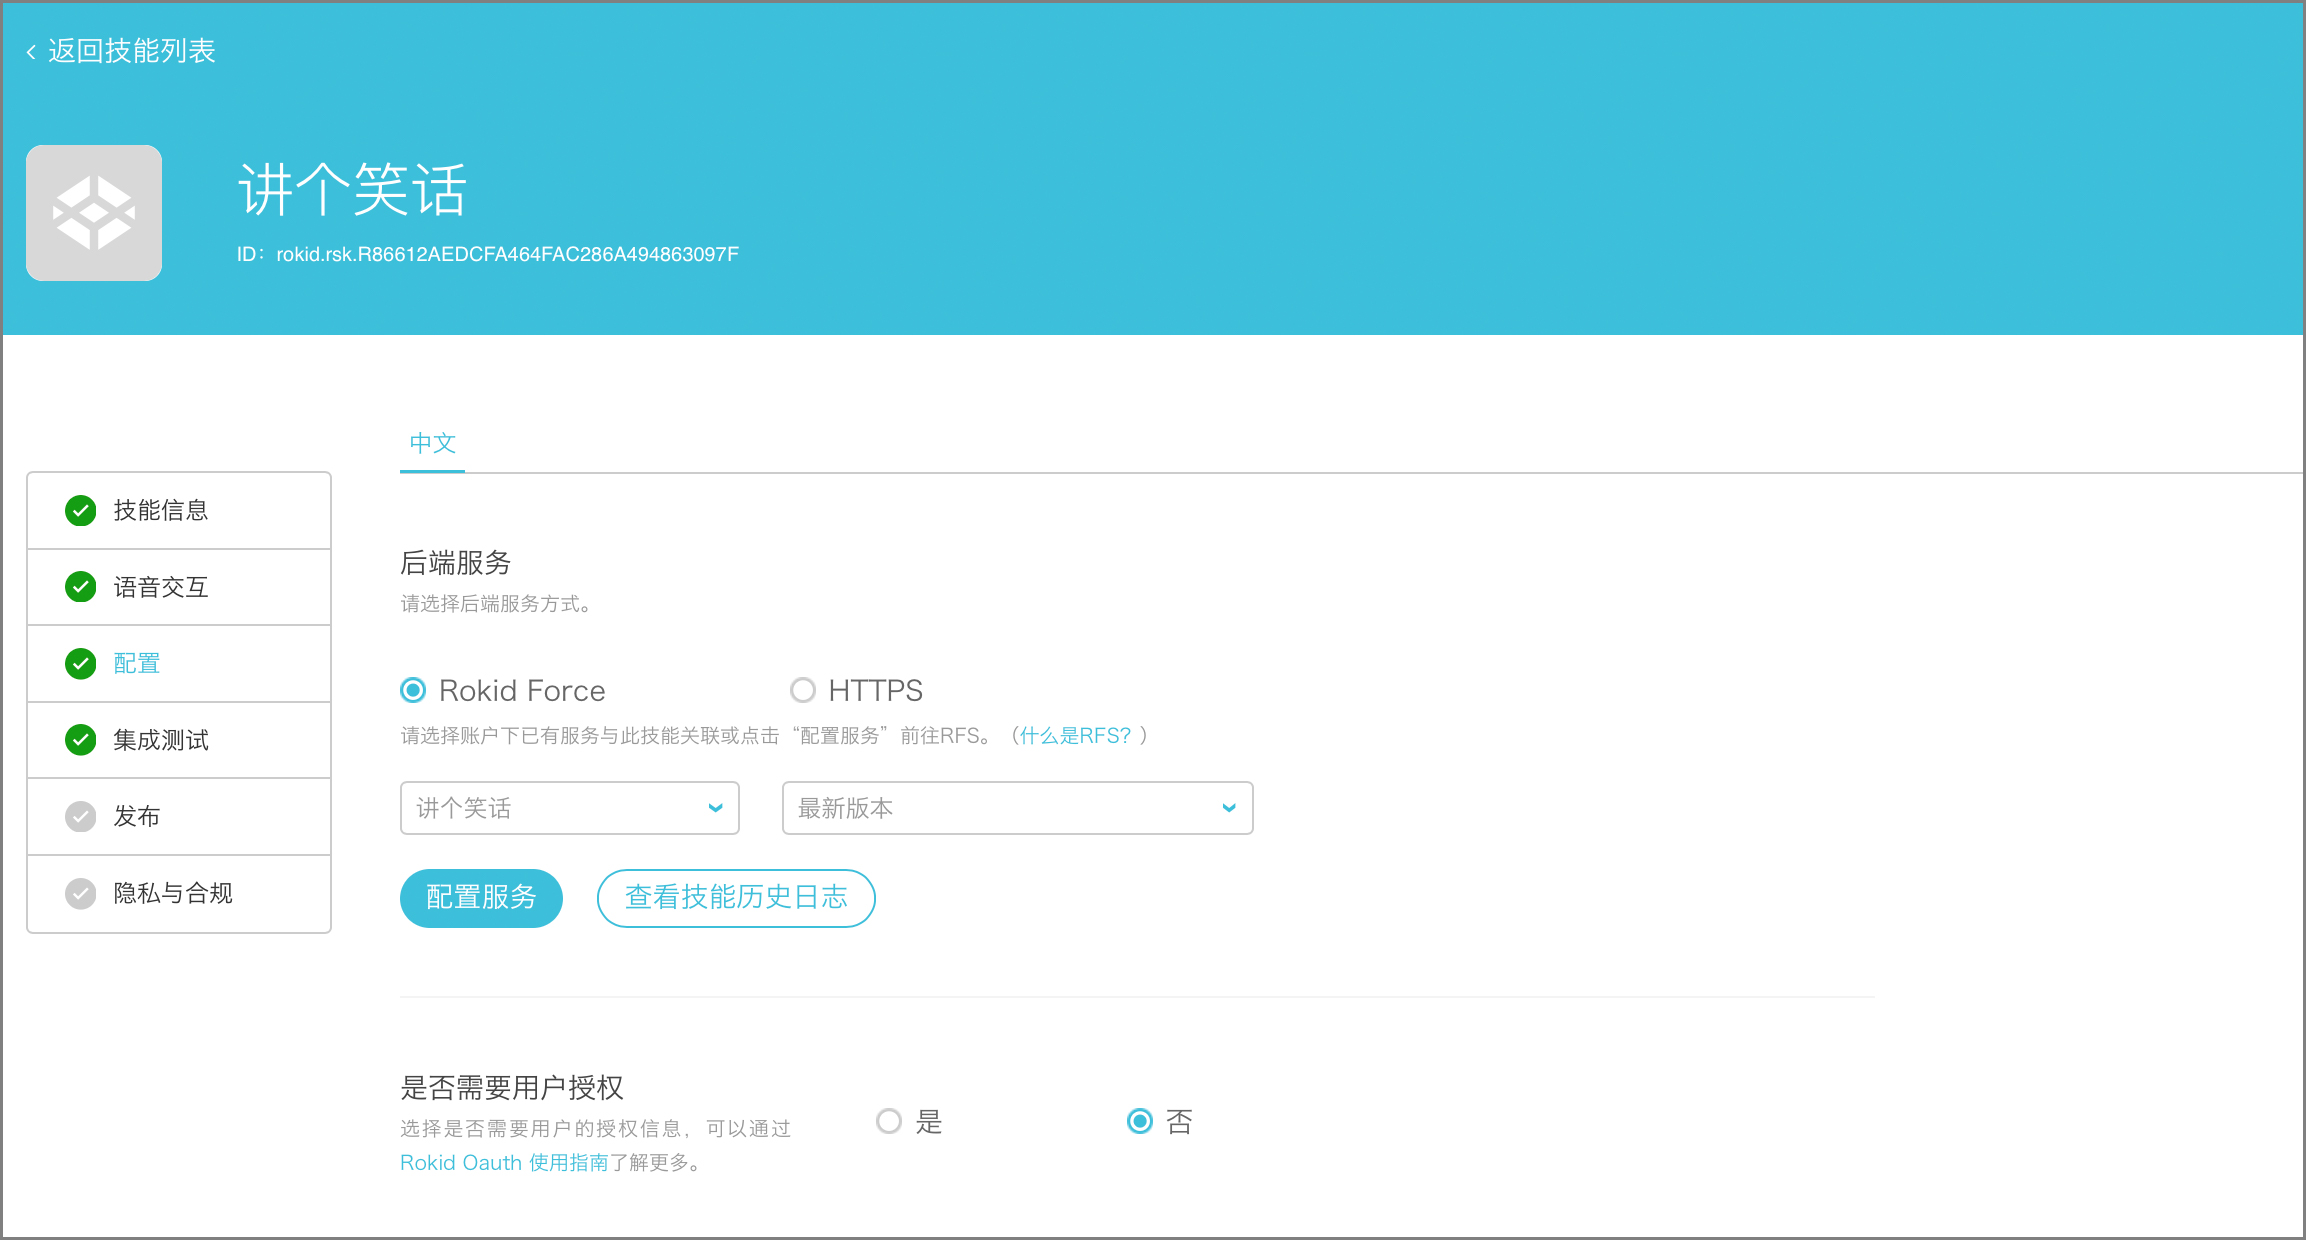 返回技能列表
讲个笑话
ID：rokid.rsk.R86612AEDCFA464FAC286A494863097F
中文
技能信息
语音交互
配置
集成测试
发布
隐私与合规
后端服务
请选择后端服务方式。
Rokid Force
HTTPS
请选择账户下已有服务与此技能关联或点击“配置服务”前往RFS。（什么是RFS？）
讲个笑话
最新版本
配置服务
查看技能历史日志
是否需要用户授权
选择是否需要用户的授权信息，可以通过
Rokid Oauth 使用指南了解更多。
是
否